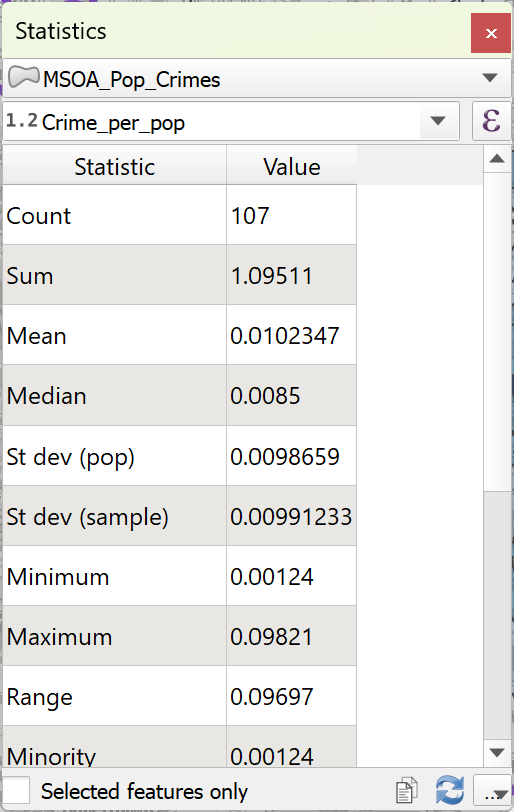 Statistics
MSOA_Pop_Crimes
1.2 Crime_per_pop ε
Statistic Value
Count 107
Sum 1.09511
Mean 0.0102347
Median 0.0085
St dev (pop) 0.0098659
St dev (sample) 0.00991233
Minimum 0.00124
Maximum 0.09821
Range 0.09697
Minority 0.00124
Selected features only ...